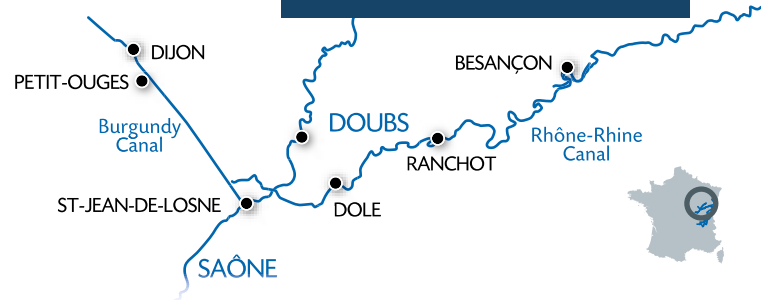 DIJON
BESANÇON
PETIT-OUGES
Burgundy
Canal
DOUBS
Rhône-Rhine
Canal
RANCHOT
ST-JEAN-DE-LOSNE
DOLE
SAÔNE